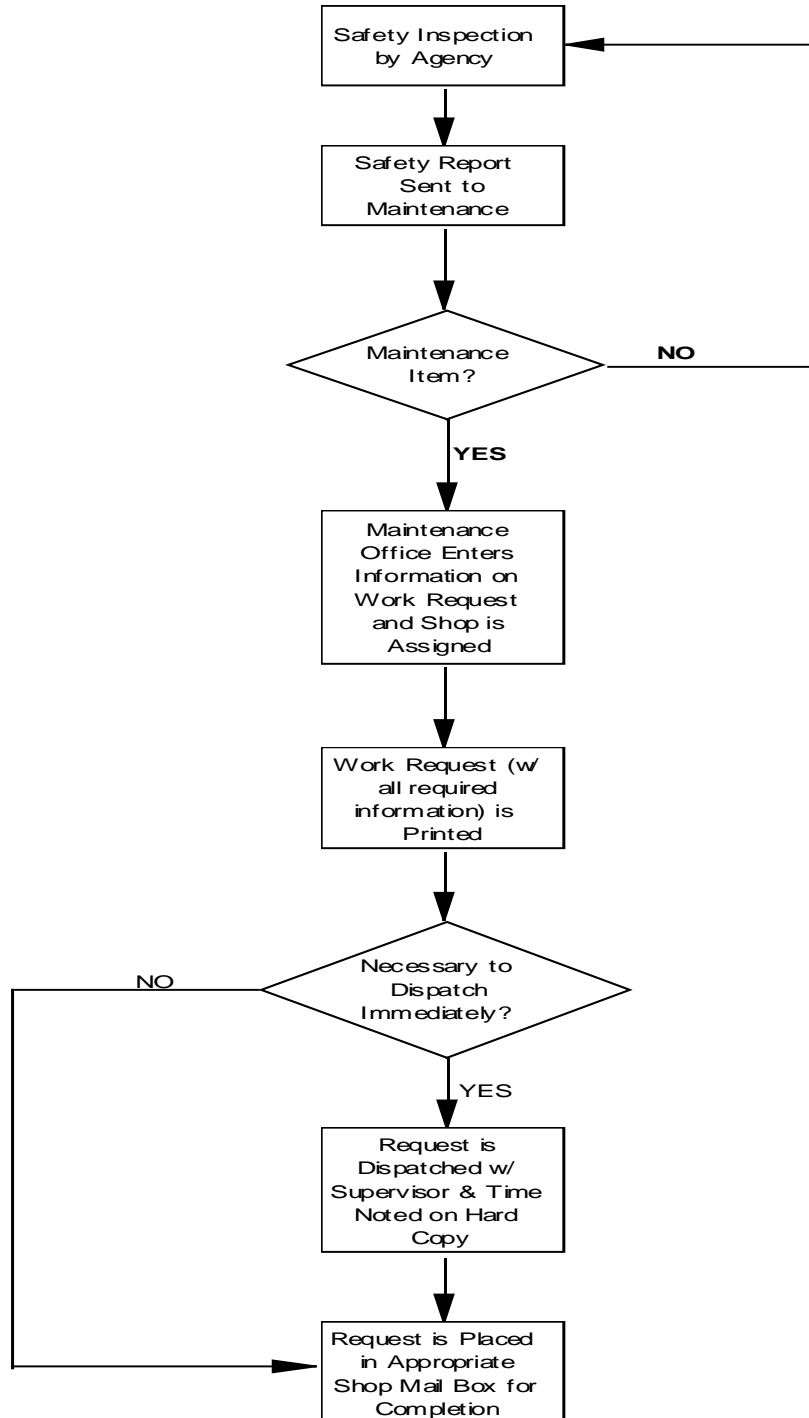 Safety Inspection
by Agency
Safety Report
Sent to
Maintenance
Maintenance
Item?
NO
YES
Maintenance
Office Enters
Information on
Work Request
and Shop is
Assigned
Work Request (w/
all required
information) is
Printed
Necessary to
Dispatch
Immediately?
NO
YES
Request is
Dispatched w/
Supervisor & Time
Noted on Hard
Copy
Request is Placed
in Appropriate
Shop Mail Box for
Completion